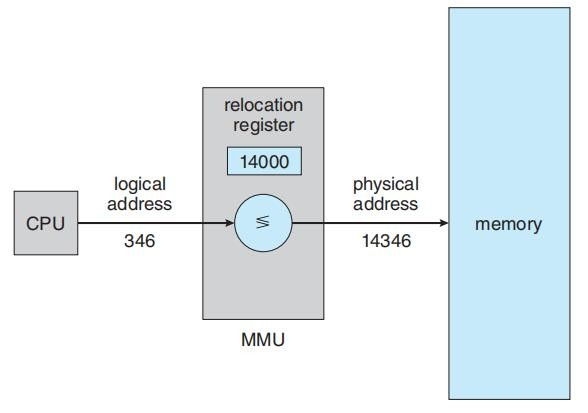 relocation
register
14000
logical
address
physical
address
CPU
≶
memory
346
14346
MMU